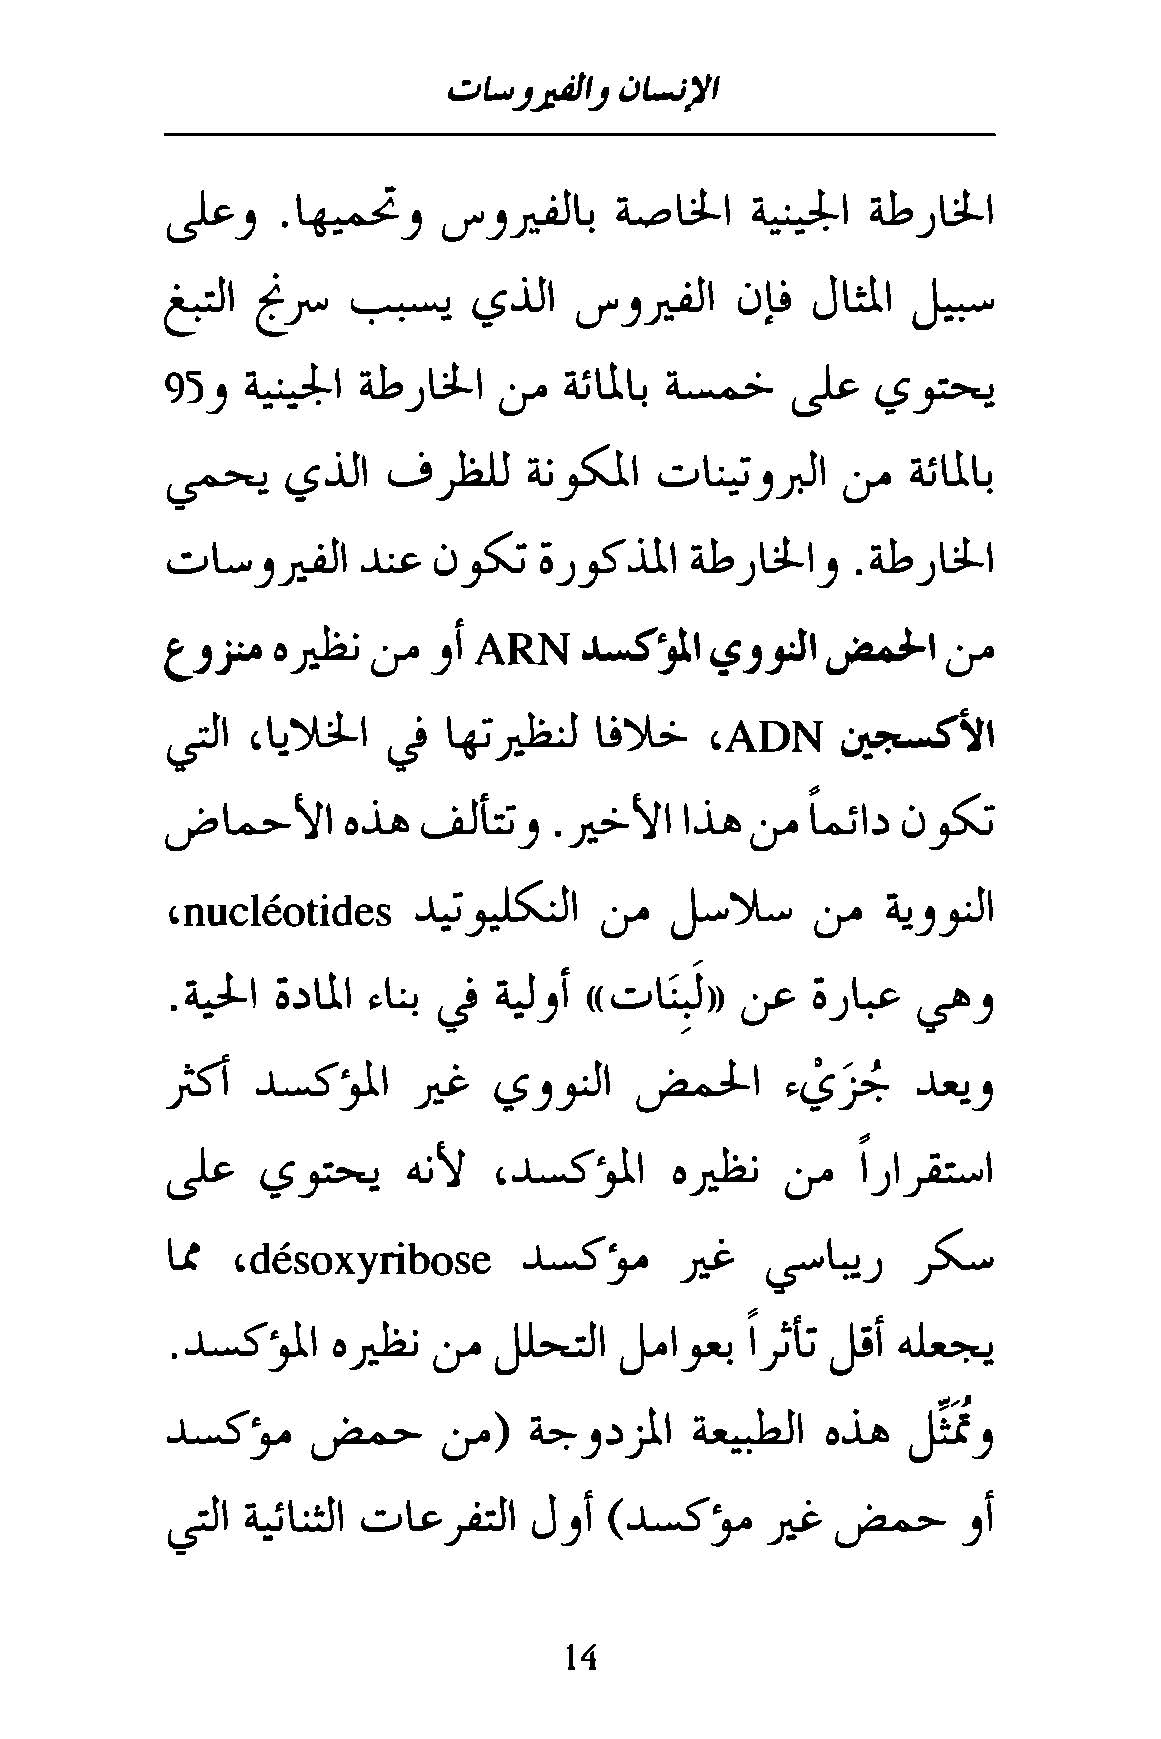 الإنسان والفيروسات
الخارطة الجينية الخاصة بالفيروس وتحميها. وعلى
سبيل المثال فإن الفيروس الذي يسبب سرنج التبغ
يحتوي على خمسة بالمائة من الخارطة الجينية و95
بالمائة من البروتينات المكونة للظرف الذي يحمي
الخارطة. والخارطة المذكورة تكون عند الفيروسات
من الحمض النووي المؤكسد ARN أو من نظيره منزوع
الأكسجين ADN، خلافا لنظيرتها في الخلايا، التي
تكون دائماً من هذا الأخير. وتتألف هذه الأحماض
النووية من سلاسل من النكليوتيد nucléotides،
وهي عبارة عن «لَبِنَات» أولية في بناء المادة الحية.
ويعد جُزَيْء الحمض النووي غير المؤكسد أكثر
استقراراً من نظيره المؤكسد، لأنه يحتوي على
سكر ريباسي غير مؤكسد désoxyribose، مما
يجعله أقل تأثراً بعوامل التحلل من نظيره المؤكسد.
وتُمَثِّل هذه الطبيعة المزدوجة (من حمض مؤكسد
أو حمض غير مؤكسد) أول التفرعات الثنائية التي
14